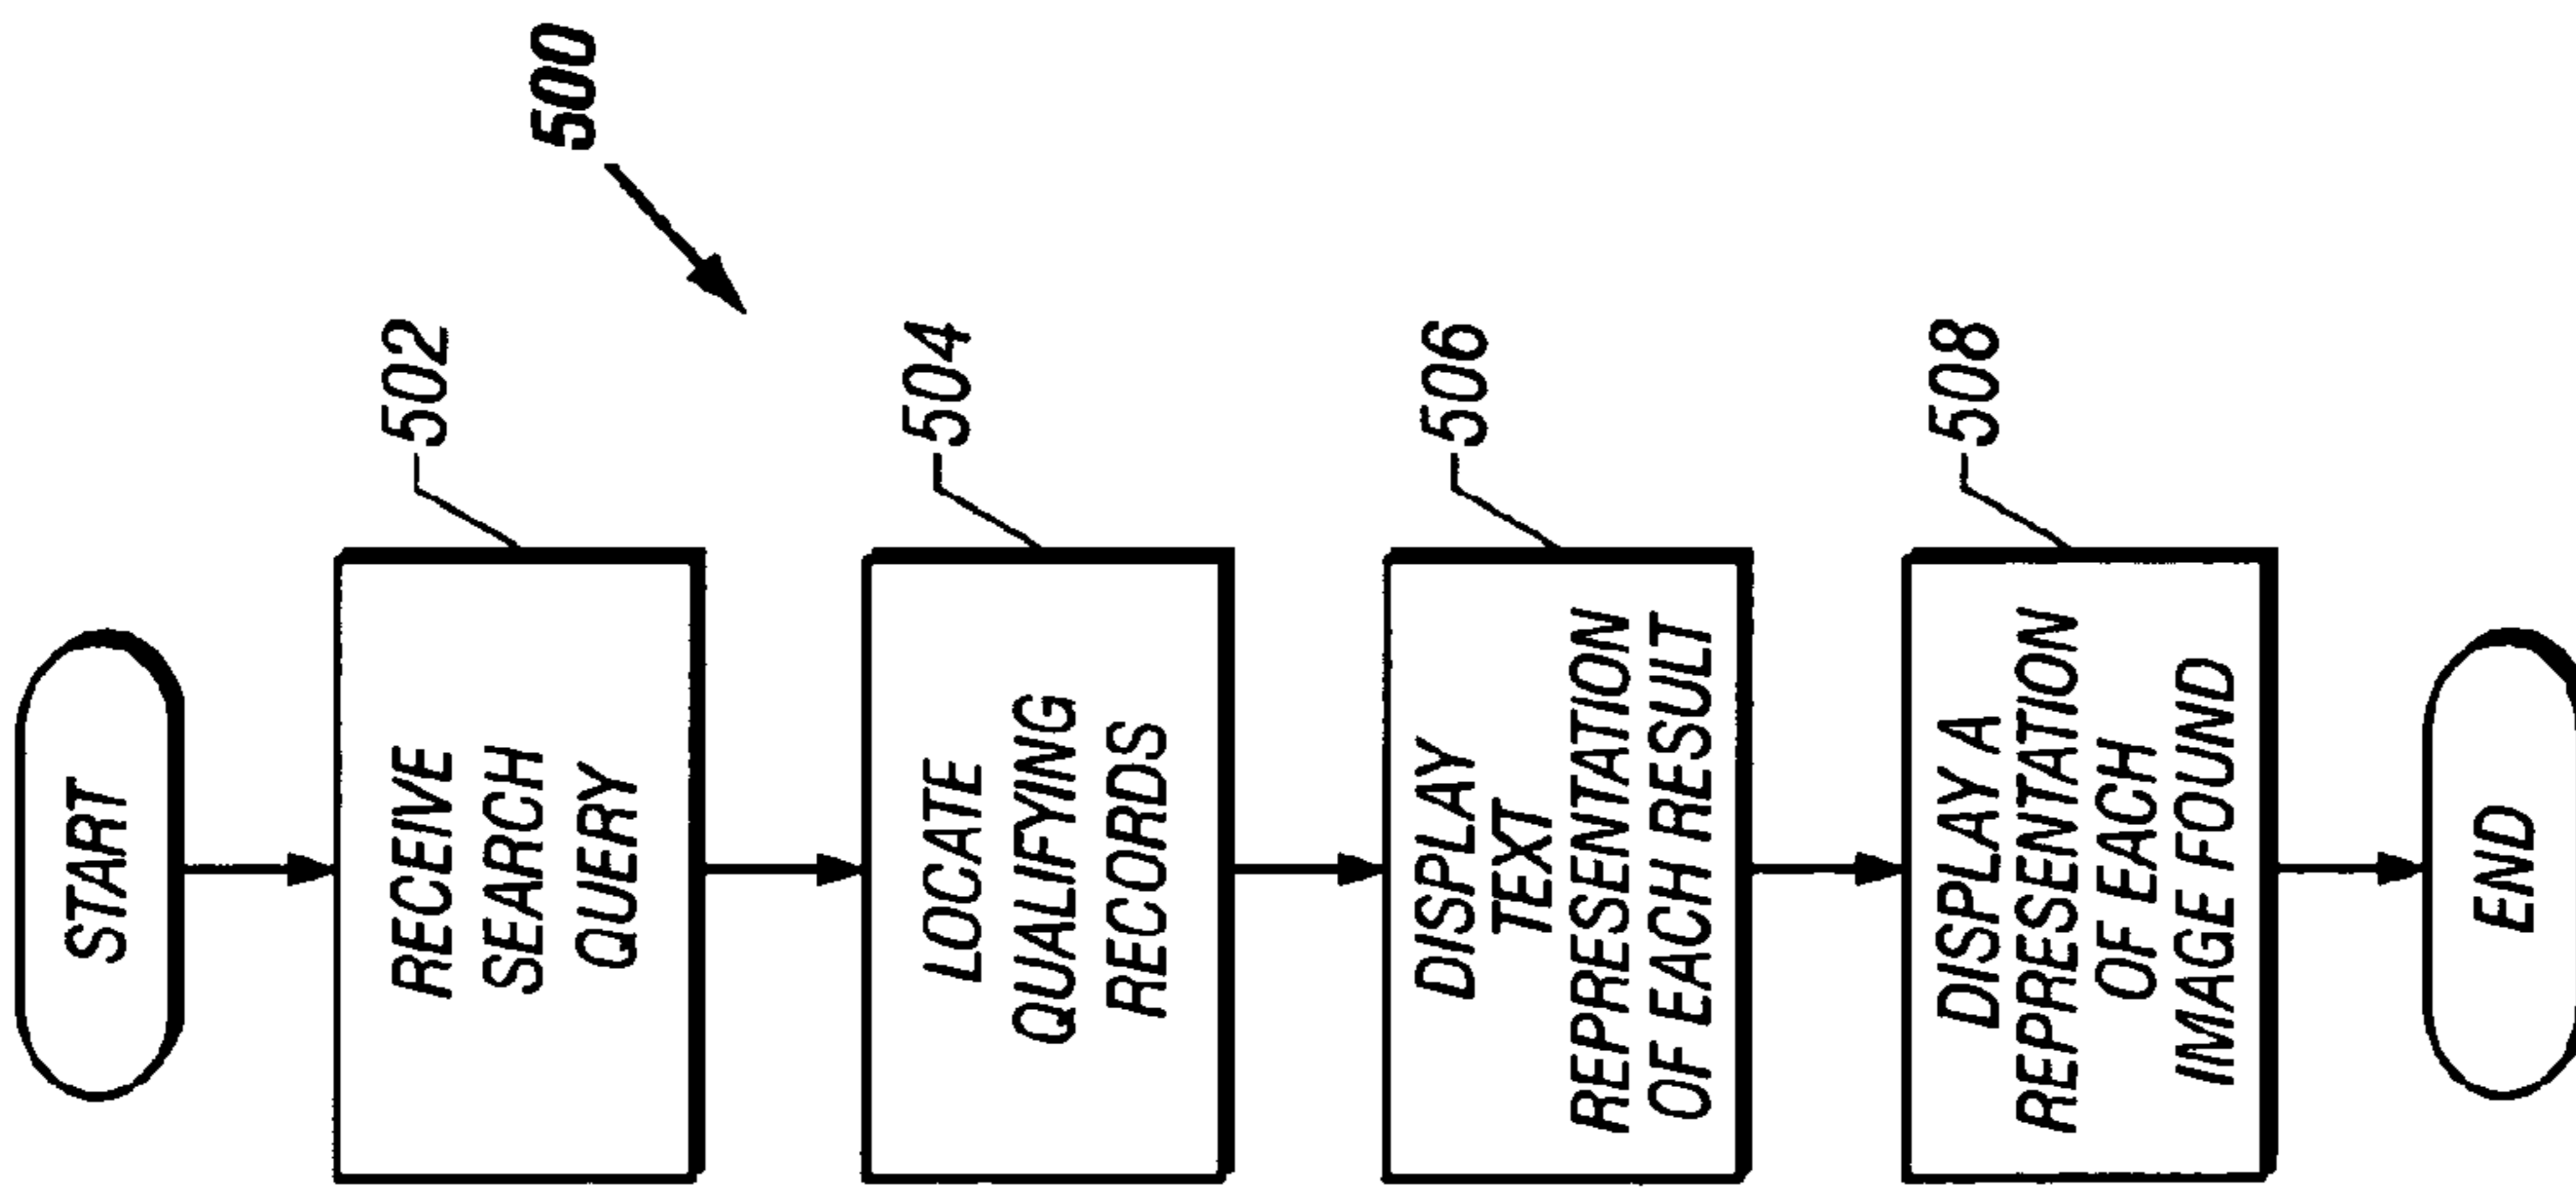 500
START
502
RECEIVE
SEARCH
QUERY
504
LOCATE
QUALIFYING
RECORDS
506
DISPLAY
TEXT
REPRESENTATION
OF EACH RESULT
508
DISPLAY A
REPRESENTATION
OF EACH
IMAGE FOUND
END